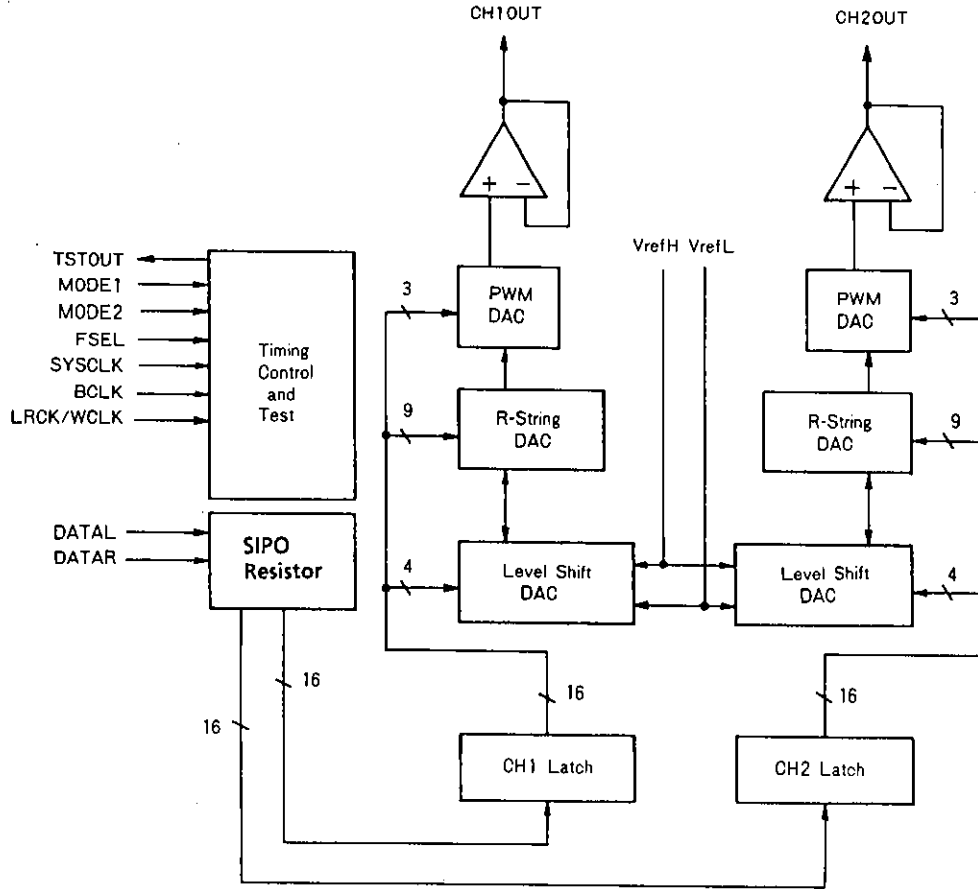 CH1OUT
CH2OUT
+ -
+ -
VrefH VrefL
TSTOUT
MODE1
MODE2
FSEL
SYSCLK
BCLK
LRCK/WCLK
Timing
Control
and
Test
3
PWM
DAC
PWM
DAC
3
9
R-String
DAC
R-String
DAC
9
DATAL
DATAR
SIPO
Resistor
4
Level Shift
DAC
Level Shift
DAC
4
16
16
16
16
CH1 Latch
CH2 Latch